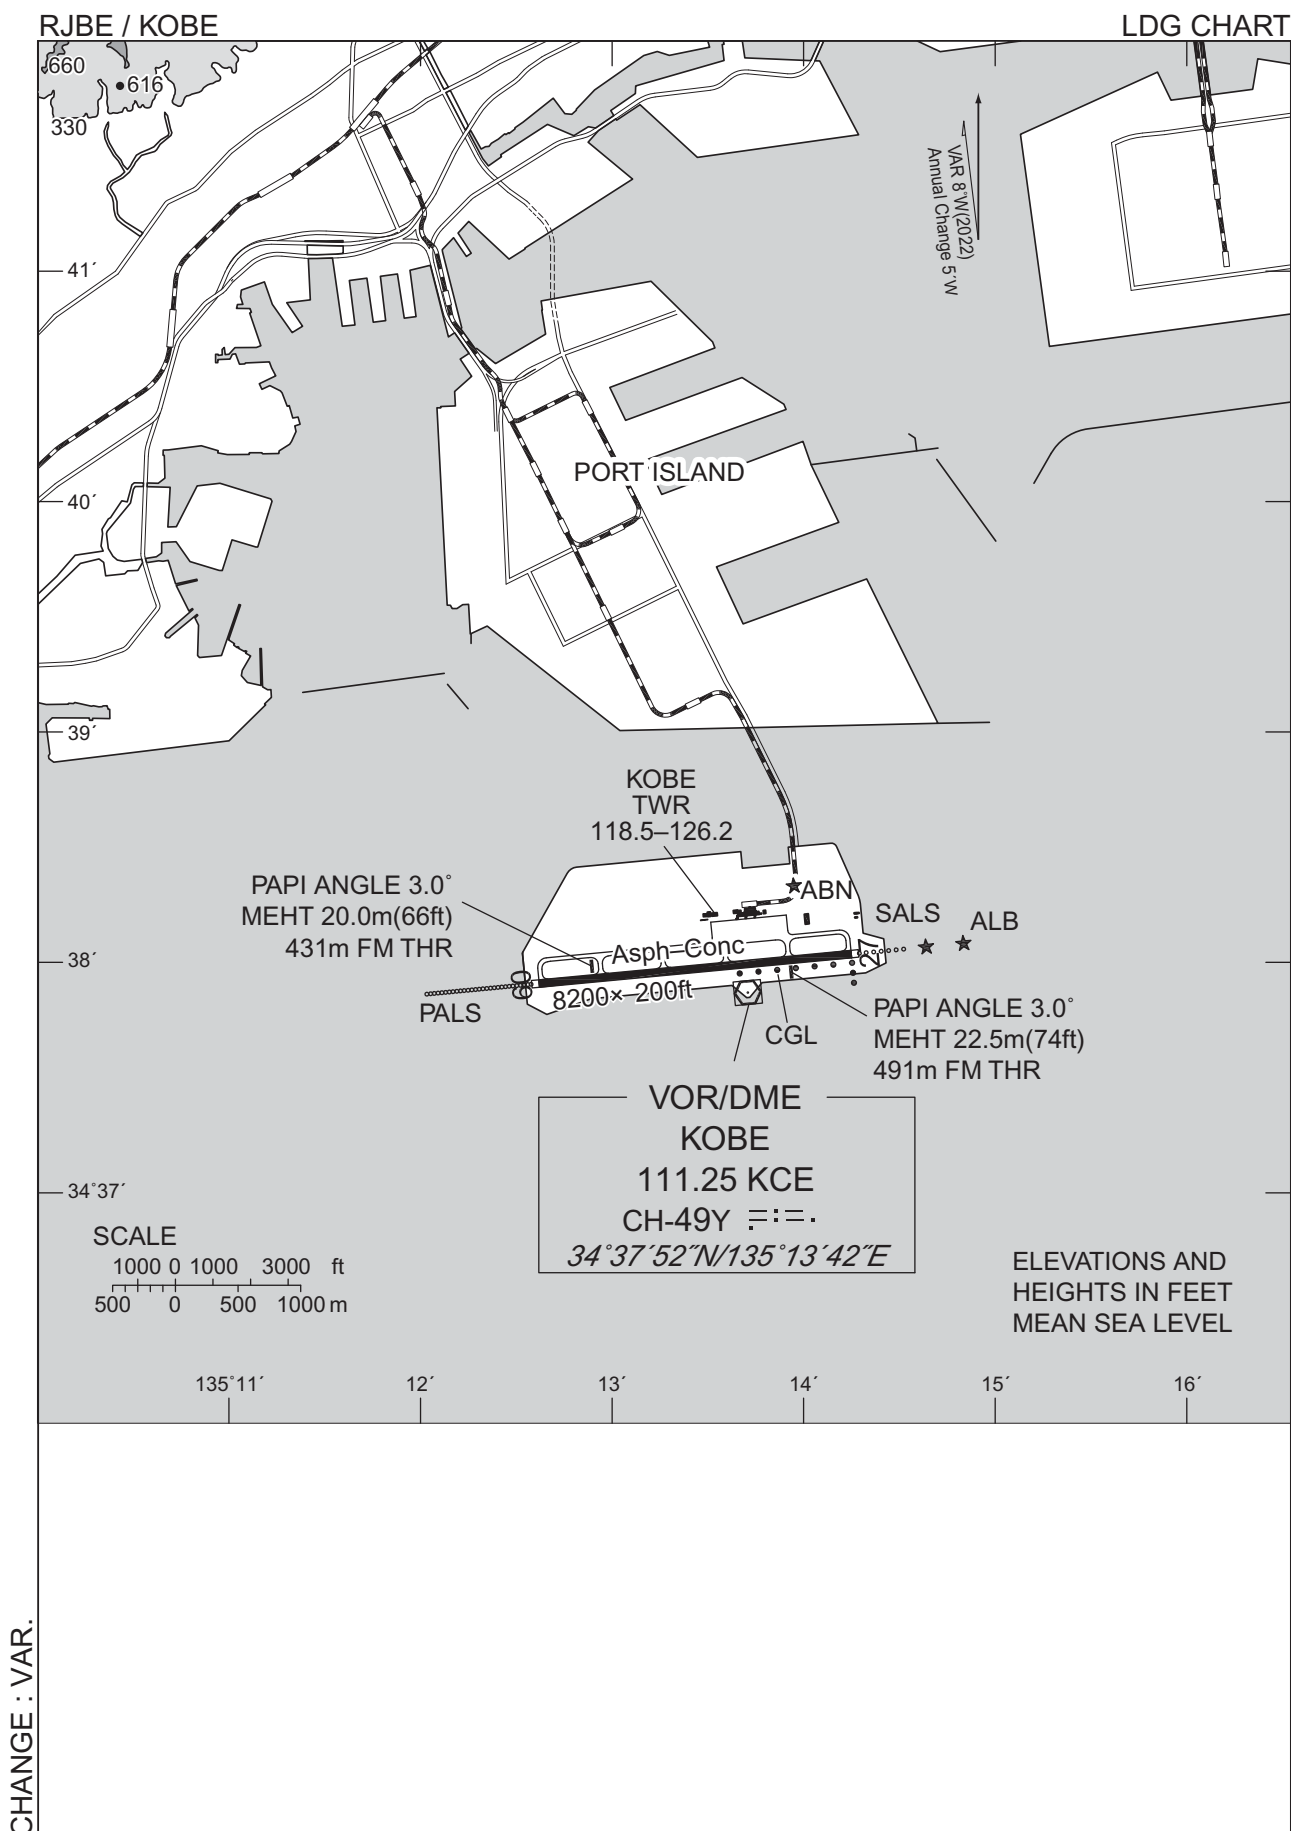 RJBE / KOBE
LDG CHART
660
616
330
VAR 8˚W(2022)
Annual Change 5´W
41´
PORT ISLAND
40´
39´
KOBE
TWR
118.5–126.2
PAPI ANGLE 3.0˚
MEHT 20.0m(66ft)
431m FM THR
ABN
SALS
ALB
38´
Asph–Conc
27
09
8200× 200ft
PALS
CGL
PAPI ANGLE 3.0˚
MEHT 22.5m(74ft)
491m FM THR
VOR/DME
KOBE
111.25 KCE
CH-49Y
34˚37´52˝N/135˚13´42˝E
34˚37´
SCALE
1000 0 1000 3000 ft
500 0 500 1000 m
ELEVATIONS AND
HEIGHTS IN FEET
MEAN SEA LEVEL
135˚11´ 12´ 13´ 14´ 15´ 16´
CHANGE : VAR.